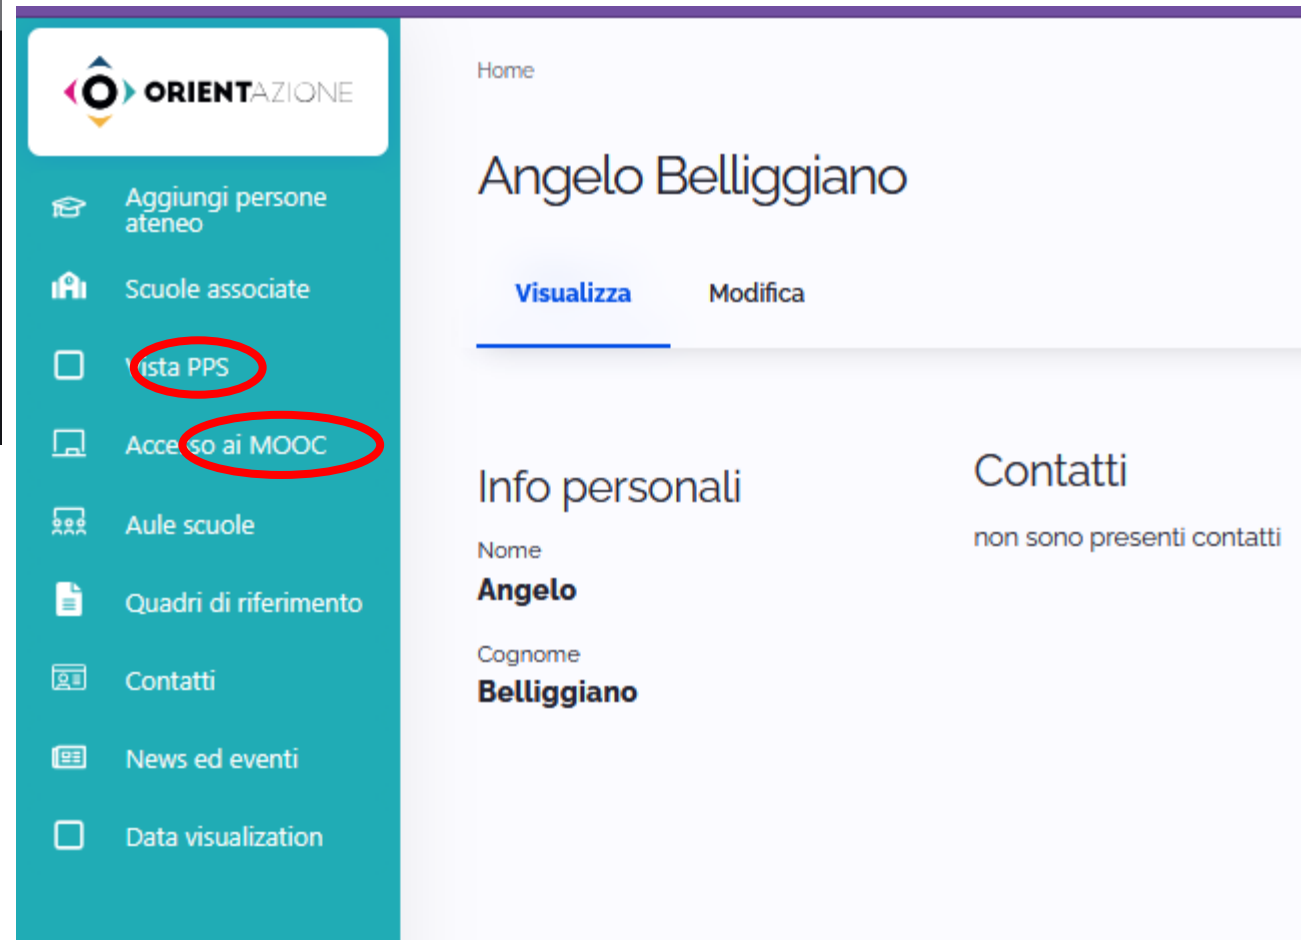 ORIENTAZIONE
Aggiungi persone
ateneo
Scuole associate
Vista PPS
Accesso ai MOOC
Aule scuole
Quadri di riferimento
Contatti
News ed eventi
Data visualization
Home
Angelo Belliggiano
Visualizza Modifica
Info personali
Nome
Angelo
Cognome
Belliggiano
Contatti
non sono presenti contatti